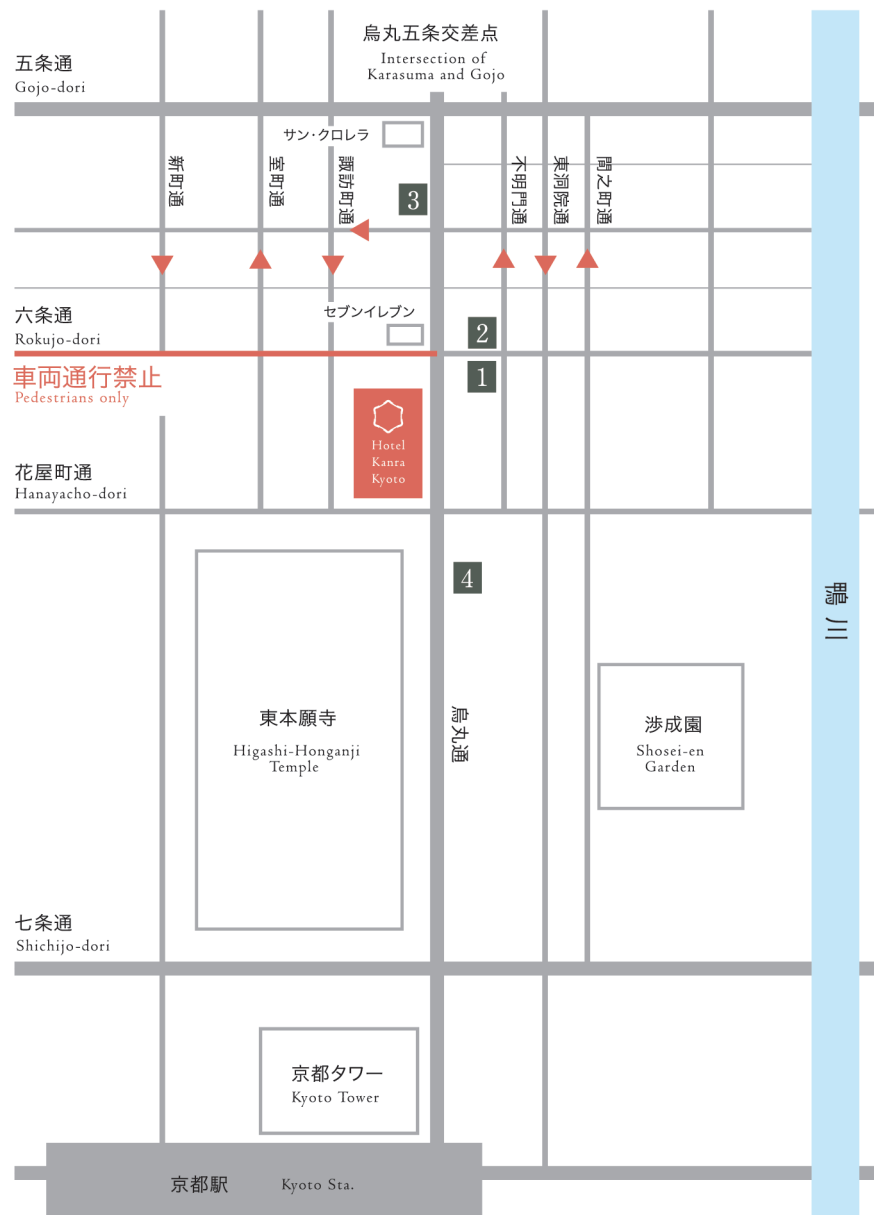 烏丸五条交差点
Intersection of
Karasuma and Gojo
五条通
Gojo-dori
サン・クロレラ
新町通
室町通
諏訪町通
3
不明門通
東洞院通
間之町通
六条通
Rokujo-dori
セブンイレブン
2
車両通行禁止
Pedestrians only
1
Hotel
Kanra
Kyoto
花屋町通
Hanayacho-dori
4
鴨川
東本願寺
Higashi-Honganji
Temple
烏丸通
渉成園
Shosei-en
Garden
七条通
Shichijo-dori
京都タワー
Kyoto Tower
京都駅 Kyoto Sta.